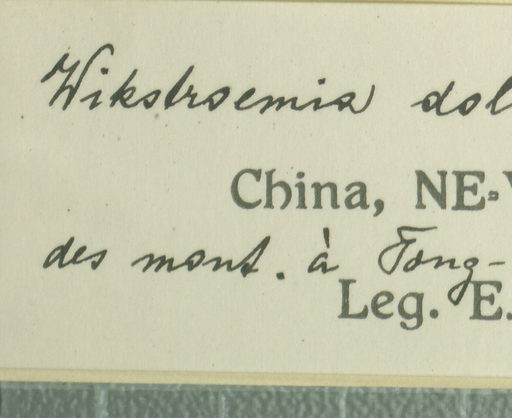 Wikstroemia dol
China, NE-Y
des mont. à Tong-
Leg. E.